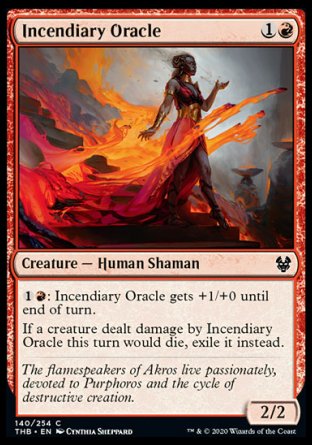 Incendiary Oracle 1
1 : Incendiary Oracle gets +1/+0 until
end of turn.
If a creature dealt damage by Incendiary
Oracle this turn would die, exile it instead.
The flamespeakers of Akros live passionately,
devoted to Purphoros and the cycle of
destructive creation.
Creature — Human Shaman
2/2
140/254 C
THB • EN Cynthia Sheppard
™ & © 2020 Wizards of the Coast